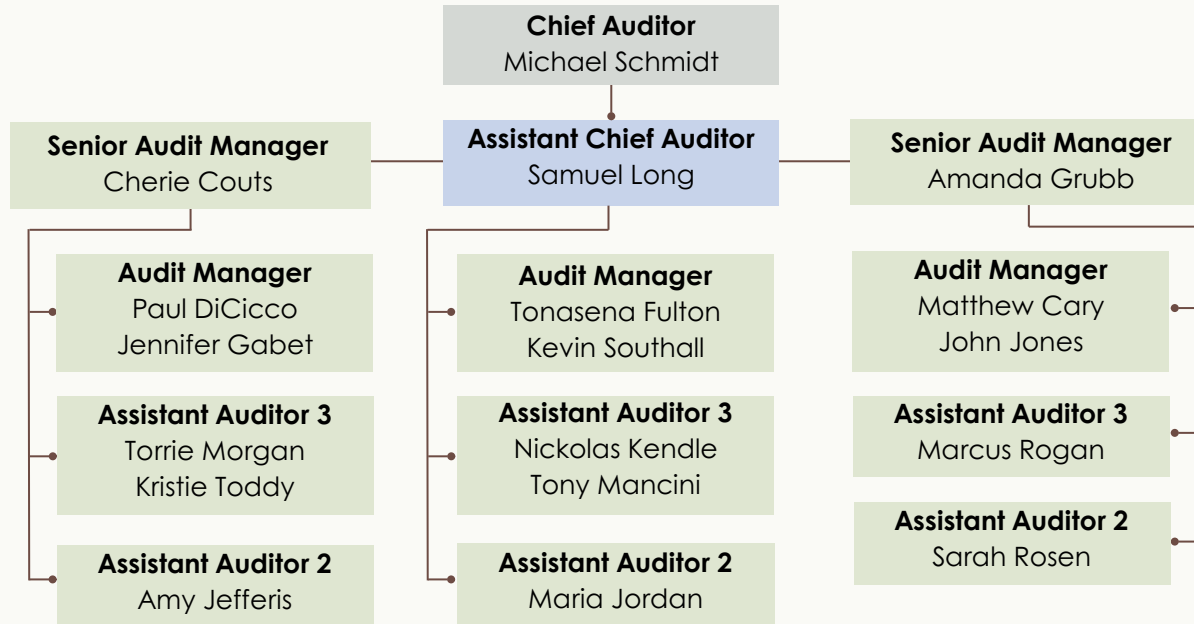 Chief Auditor
Michael Schmidt
Senior Audit Manager
Cherie Couts
Assistant Chief Auditor
Samuel Long
Senior Audit Manager
Amanda Grubb
Audit Manager
Paul DiCicco
Jennifer Gabet
Assistant Auditor 3
Torrie Morgan
Kristie Toddy
Assistant Auditor 2
Amy Jefferis
Audit Manager
Tonasena Fulton
Kevin Southall
Assistant Auditor 3
Nickolas Kendle
Tony Mancini
Assistant Auditor 2
Maria Jordan
Audit Manager
Matthew Cary
John Jones
Assistant Auditor 3
Marcus Rogan
Assistant Auditor 2
Sarah Rosen